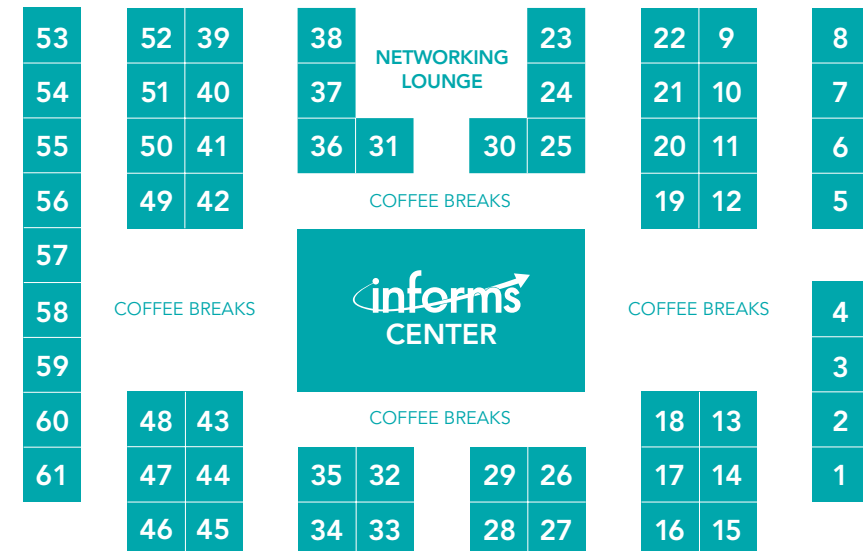 53 52 39 38 NETWORKING 23 22 9 8
LOUNGE
54 51 40 37 24 21 10 7
55 50 41 36 31 30 25 20 11 6
56 49 42 COFFEE BREAKS 19 12 5
57
58 COFFEE BREAKS informs COFFEE BREAKS 4
CENTER
59 3
60 48 43 COFFEE BREAKS 18 13 2
61 47 44 35 32 29 26 17 14 1
46 45 34 33 28 27 16 15